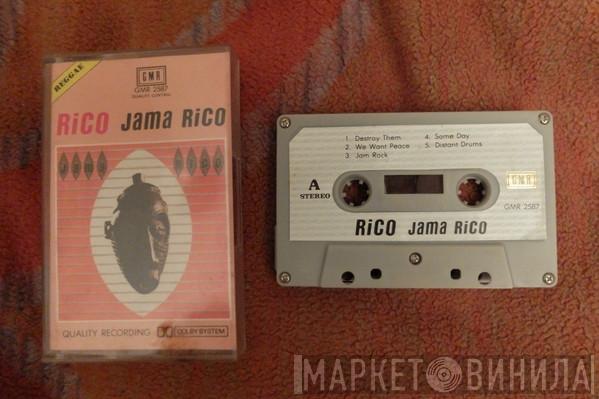 REGGAE
GMR
GMR 2587
QUALITY CONTROL
RiCO JAMA RiCO
QUALITY RECORDING DOLBY SYSTEM
1. Destroy Them
2. We Want Peace
3. Jam Rock
4. Some Day
5. Distant Drums
A
STEREO
GMR
GMR 2587
RiCO JAMA RiCO
МАРКЕТ ВИНИЛА